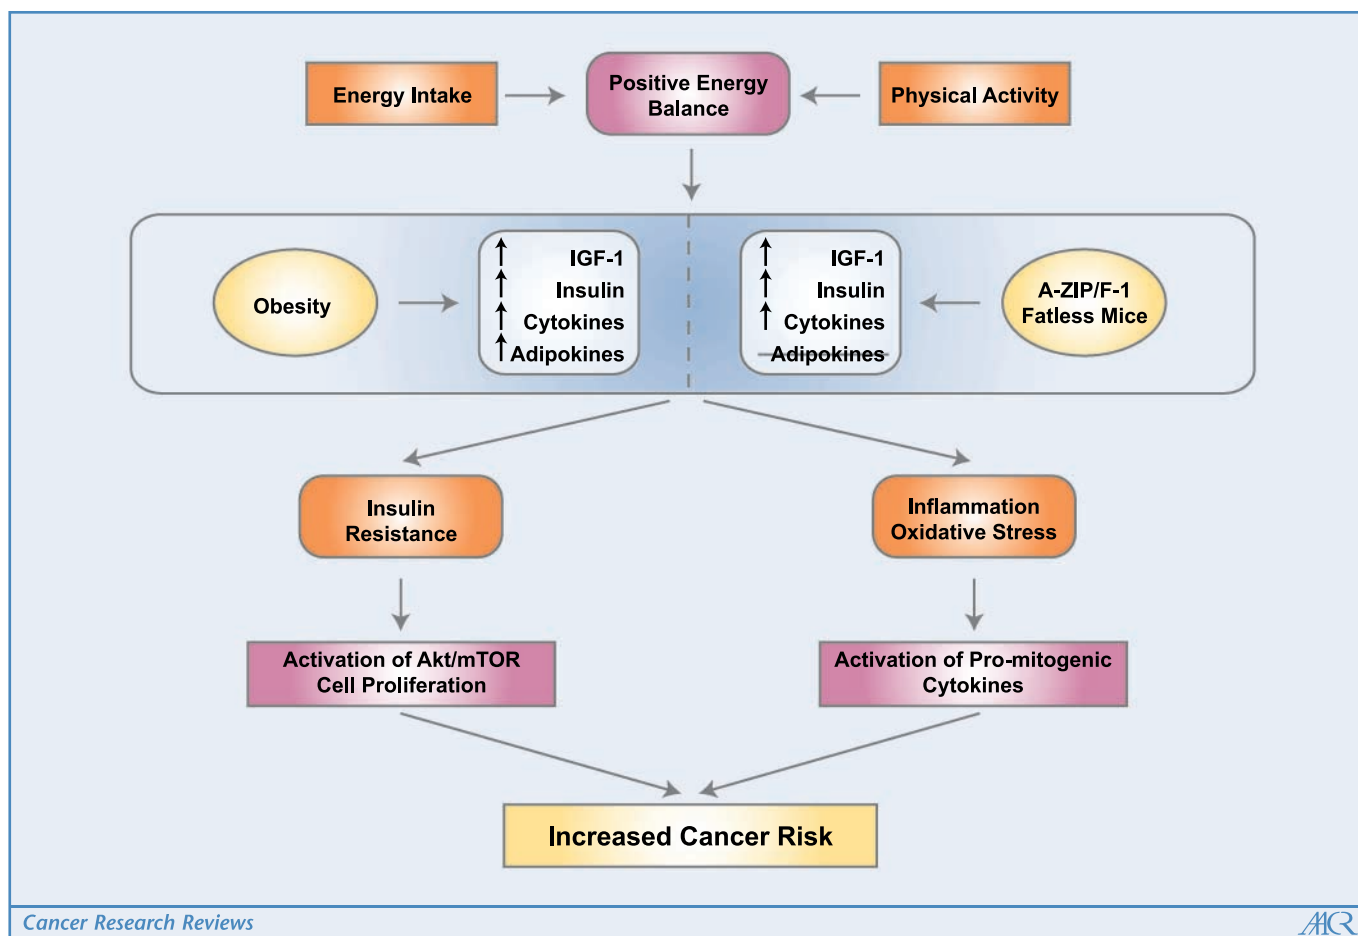 Energy Intake
Positive Energy
Balance
Physical Activity
Obesity
↑ IGF-1
↑ Insulin
↑ Cytokines
↑ Adipokines
↑ IGF-1
↑ Insulin
↑ Cytokines
Adipokines
A-ZIP/F-1
Fatless Mice
Insulin
Resistance
Inflammation
Oxidative Stress
Activation of Akt/mTOR
Cell Proliferation
Activation of Pro-mitogenic
Cytokines
Increased Cancer Risk
Cancer Research Reviews
AACR